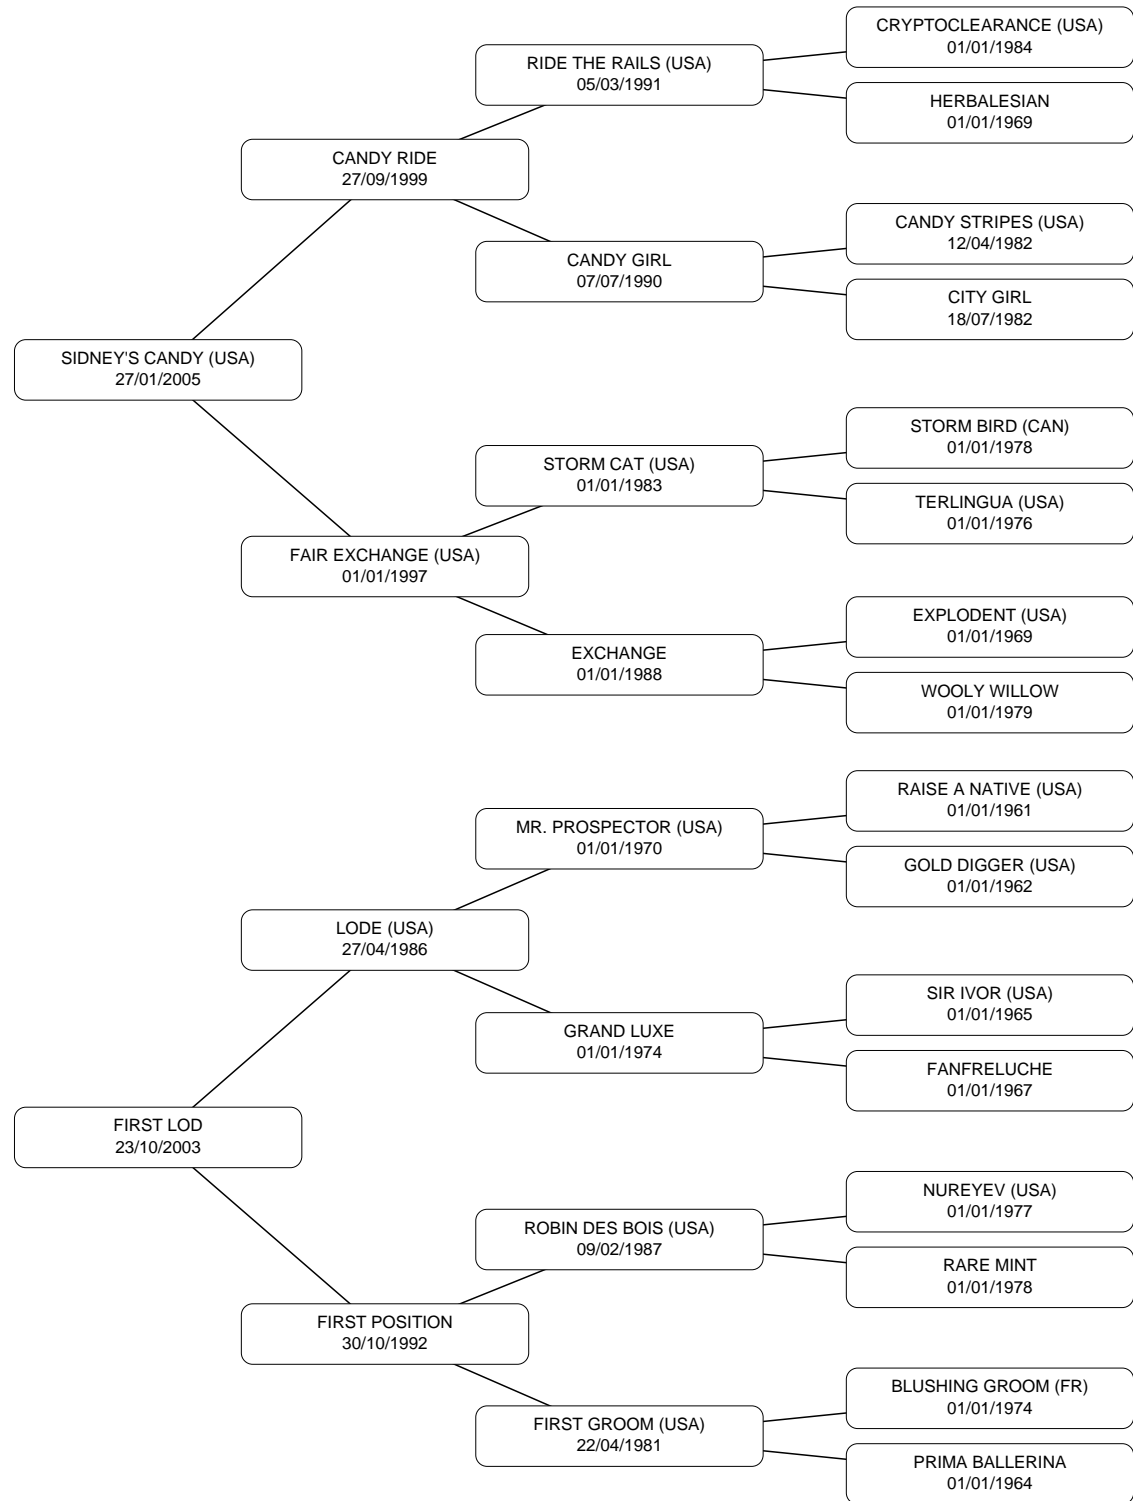 CRYPTOCLEARANCE (USA)
01/01/1984
RIDE THE RAILS (USA)
05/03/1991
HERBALESIAN
01/01/1969
CANDY RIDE
27/09/1999
CANDY STRIPES (USA)
12/04/1982
CANDY GIRL
07/07/1990
CITY GIRL
18/07/1982
SIDNEY'S CANDY (USA)
27/01/2005
STORM BIRD (CAN)
01/01/1978
STORM CAT (USA)
01/01/1983
TERLINGUA (USA)
01/01/1976
FAIR EXCHANGE (USA)
01/01/1997
EXPLODENT (USA)
01/01/1969
EXCHANGE
01/01/1988
WOOLY WILLOW
01/01/1979
RAISE A NATIVE (USA)
01/01/1961
MR. PROSPECTOR (USA)
01/01/1970
GOLD DIGGER (USA)
01/01/1962
LODE (USA)
27/04/1986
SIR IVOR (USA)
01/01/1965
GRAND LUXE
01/01/1974
FANFRELUCHE
01/01/1967
FIRST LOD
23/10/2003
NUREYEV (USA)
01/01/1977
ROBIN DES BOIS (USA)
09/02/1987
RARE MINT
01/01/1978
FIRST POSITION
30/10/1992
BLUSHING GROOM (FR)
01/01/1974
FIRST GROOM (USA)
22/04/1981
PRIMA BALLERINA
01/01/1964